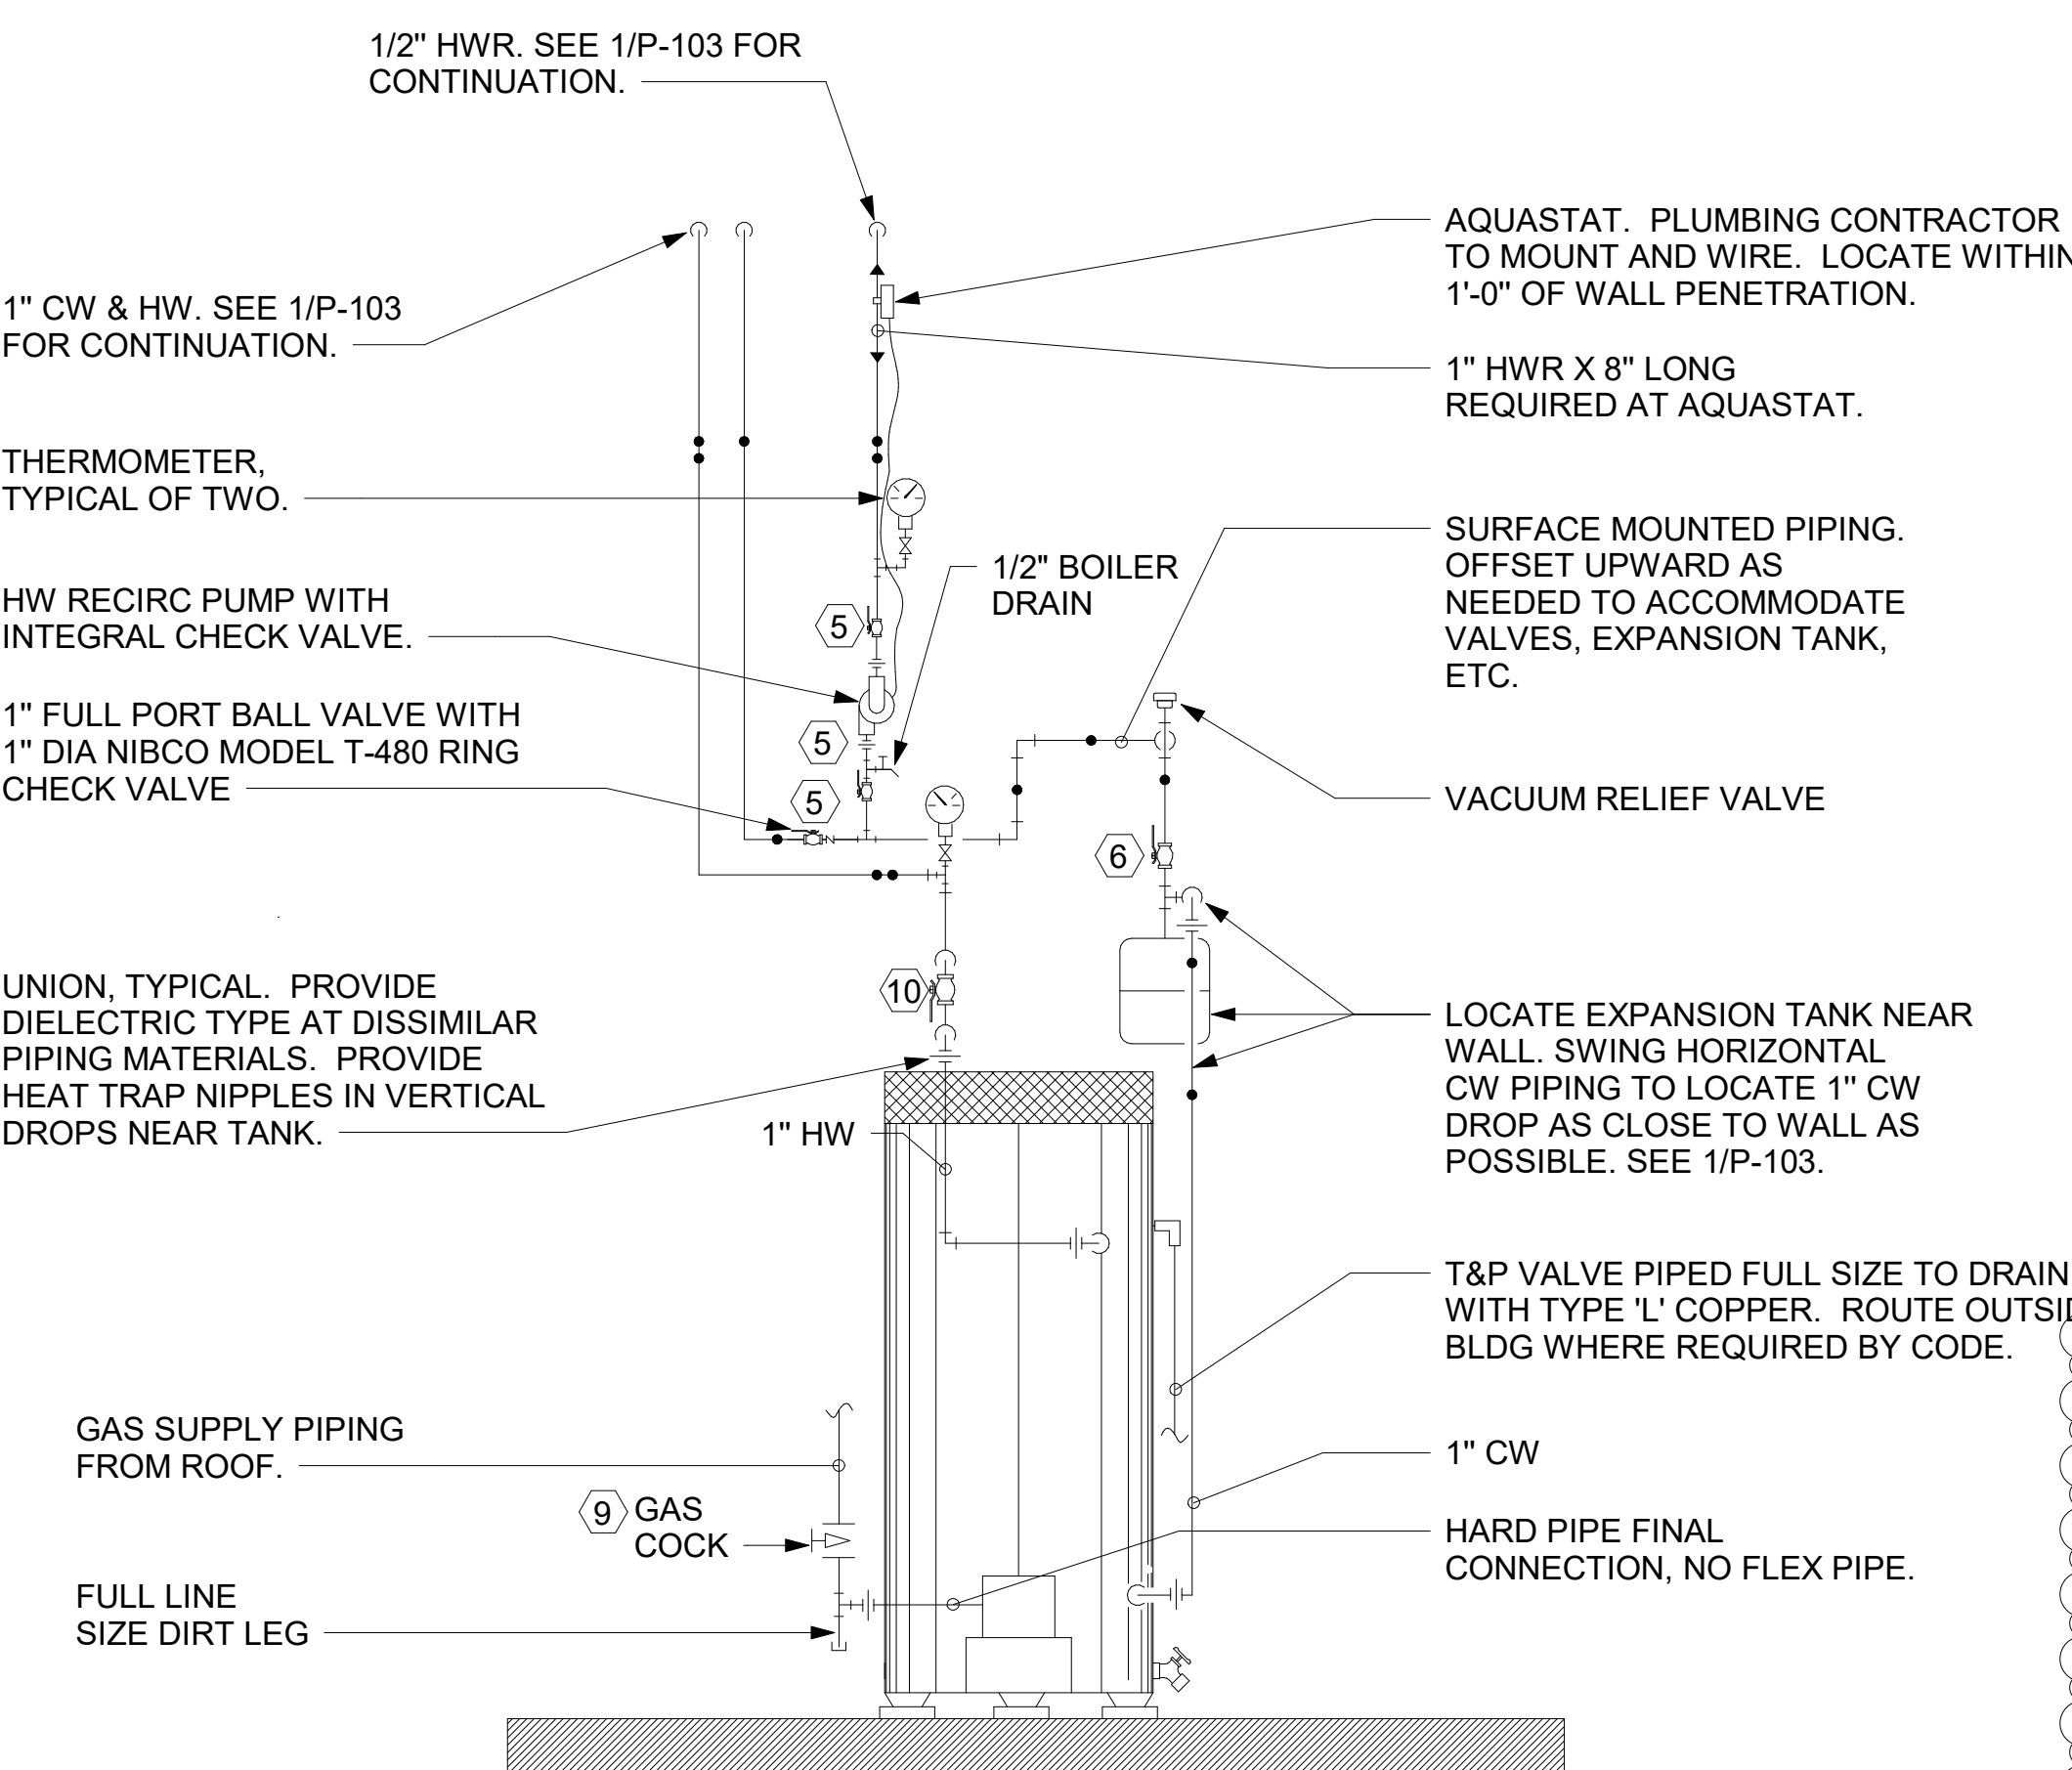 1/2" HWR. SEE 1/P-103 FOR
CONTINUATION.
1" CW & HW. SEE 1/P-103
FOR CONTINUATION.
THERMOMETER,
TYPICAL OF TWO.
HW RECIRC PUMP WITH
INTEGRAL CHECK VALVE.
1" FULL PORT BALL VALVE WITH
1" DIA NIBCO MODEL T-480 RING
CHECK VALVE
UNION, TYPICAL. PROVIDE
DIELECTRIC TYPE AT DISSIMILAR
PIPING MATERIALS. PROVIDE
HEAT TRAP NIPPLES IN VERTICAL
DROPS NEAR TANK.
GAS SUPPLY PIPING
FROM ROOF.
9
GAS
COCK
FULL LINE
SIZE DIRT LEG
5
5
5
1/2" BOILER
DRAIN
6
10
1" HW
AQUASTAT. PLUMBING CONTRACTOR
TO MOUNT AND WIRE. LOCATE WITHIN
1'-0" OF WALL PENETRATION.
1" HWR X 8" LONG
REQUIRED AT AQUASTAT.
SURFACE MOUNTED PIPING.
OFFSET UPWARD AS
NEEDED TO ACCOMMODATE
VALVES, EXPANSION TANK,
ETC.
VACUUM RELIEF VALVE
LOCATE EXPANSION TANK NEAR
WALL. SWING HORIZONTAL
CW PIPING TO LOCATE 1" CW
DROP AS CLOSE TO WALL AS
POSSIBLE. SEE 1/P-103.
T&P VALVE PIPED FULL SIZE TO DRAIN
WITH TYPE 'L' COPPER. ROUTE
BLDG WHERE REQUIRED BY CODE.
1" CW
HARD PIPE FINAL
CONNECTION, NO FLEX PIPE.